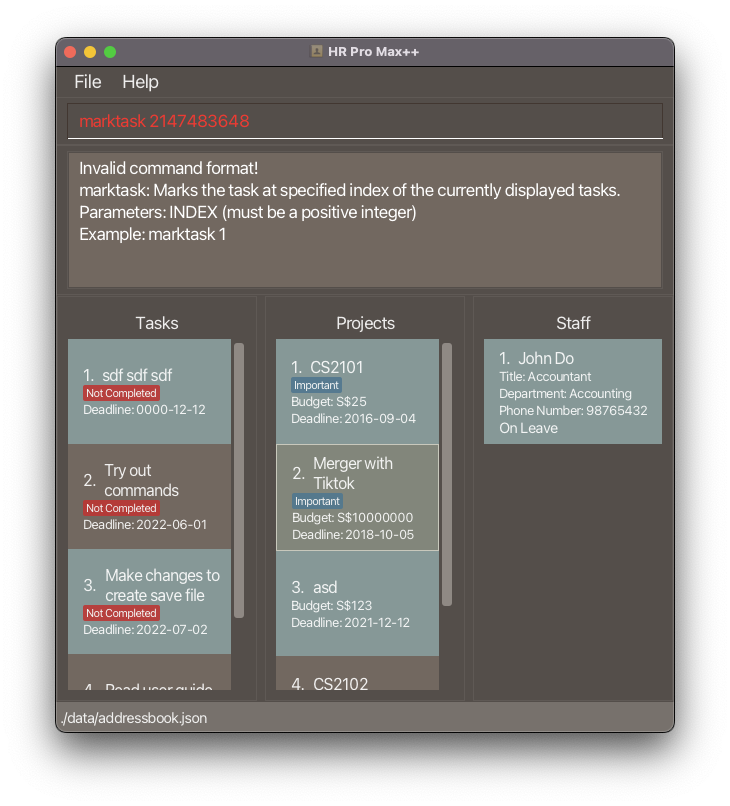 HR Pro Max++
File Help
marktask 2147483648
Invalid command format!
marktask: Marks the task at specified index of the currently displayed tasks.
Parameters: INDEX (must be a positive integer)
Example: marktask 1
Tasks
1. sdf sdf sdf
Not Completed
Deadline: 0000-12-12
2. Try out
commands
Not Completed
Deadline: 2022-06-01
3. Make changes to
create save file
Not Completed
Deadline: 2022-07-02
4. Read user guide
Projects
1. CS2101
Important
Budget: S$25
Deadline: 2016-09-04
2. Merger with
Tiktok
Important
Budget: S$10000000
Deadline: 2018-10-05
3. asd
Budget: S$123
Deadline: 2021-12-12
4. CS2102
Staff
1. John Do
Title: Accountant
Department: Accounting
Phone Number: 98765432
On Leave
./data/addressbook.json